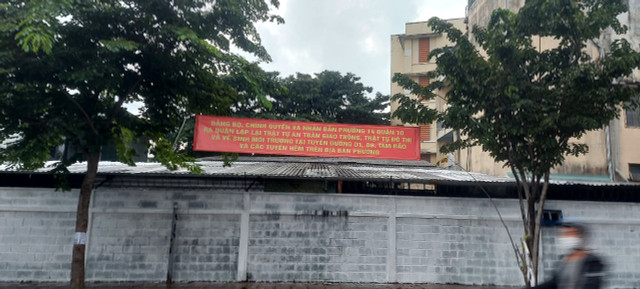 ĐẢNG BỘ, CHÍNH QUYỀN VÀ NHÂN DÂN PHƯỜNG 14 QUẬN 10
RA QUÂN LẬP LẠI TRẬT TỰ AN TOÀN GIAO THÔNG, TRẬT TỰ ĐÔ THỊ
VÀ VỆ SINH MÔI TRƯỜNG TẠI TUYẾN ĐƯỜNG TAM ĐẢO
VÀ CÁC TUYẾN HẺM TRÊN ĐỊA BÀN PHƯỜNG